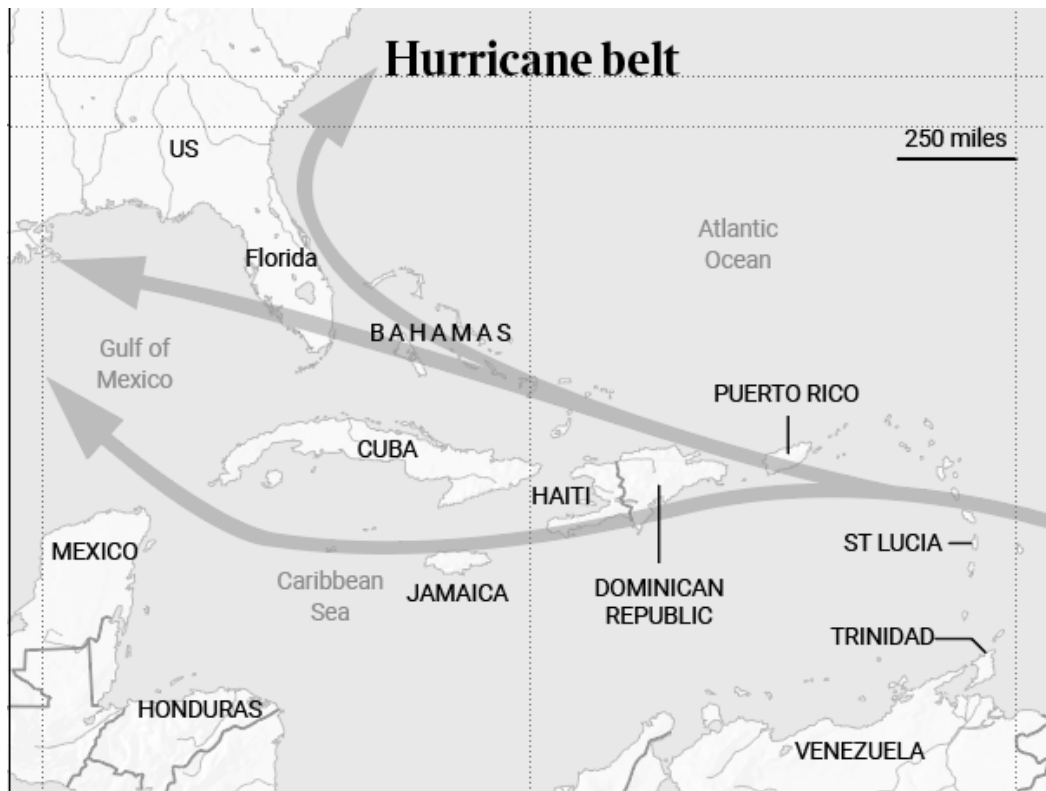 Hurricane belt
250 miles
US
Atlantic
Ocean
Florida
BAHAMAS
Gulf of
Mexico
PUERTO RICO
CUBA
HAITI
MEXICO
ST LUCIA
Caribbean
Sea
JAMAICA
DOMINICAN
REPUBLIC
TRINIDAD
HONDURAS
VENEZUELA